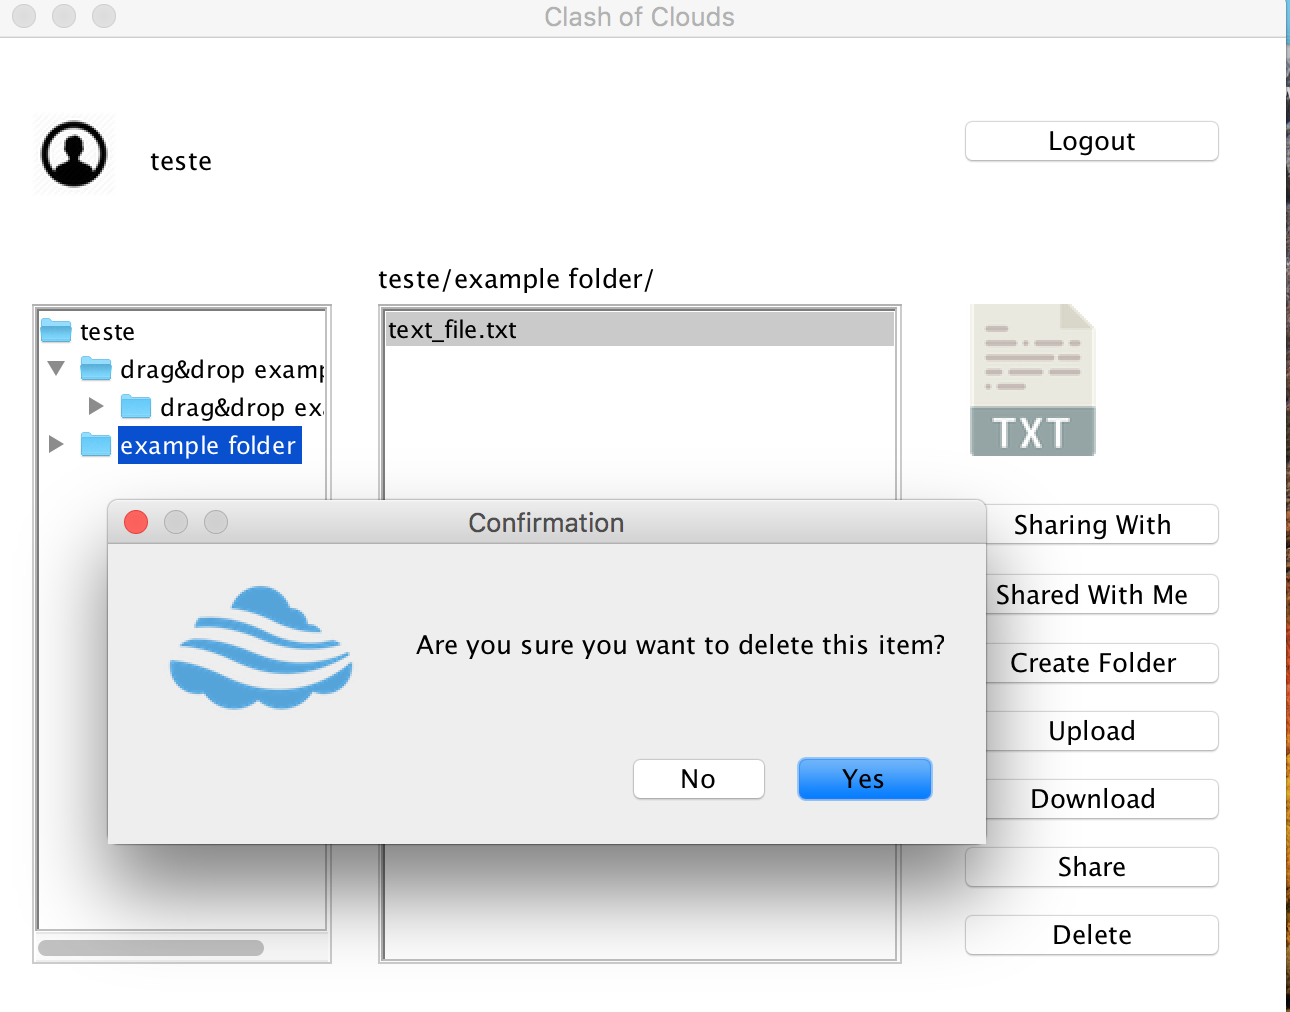 Clash of Clouds
teste
Logout
teste/example folder/
teste
drag&drop examp
drag&drop ex
example folder
text_file.txt
TXT
Confirmation
Are you sure you want to delete this item?
No
Yes
Sharing With
Shared With Me
Create Folder
Upload
Download
Share
Delete